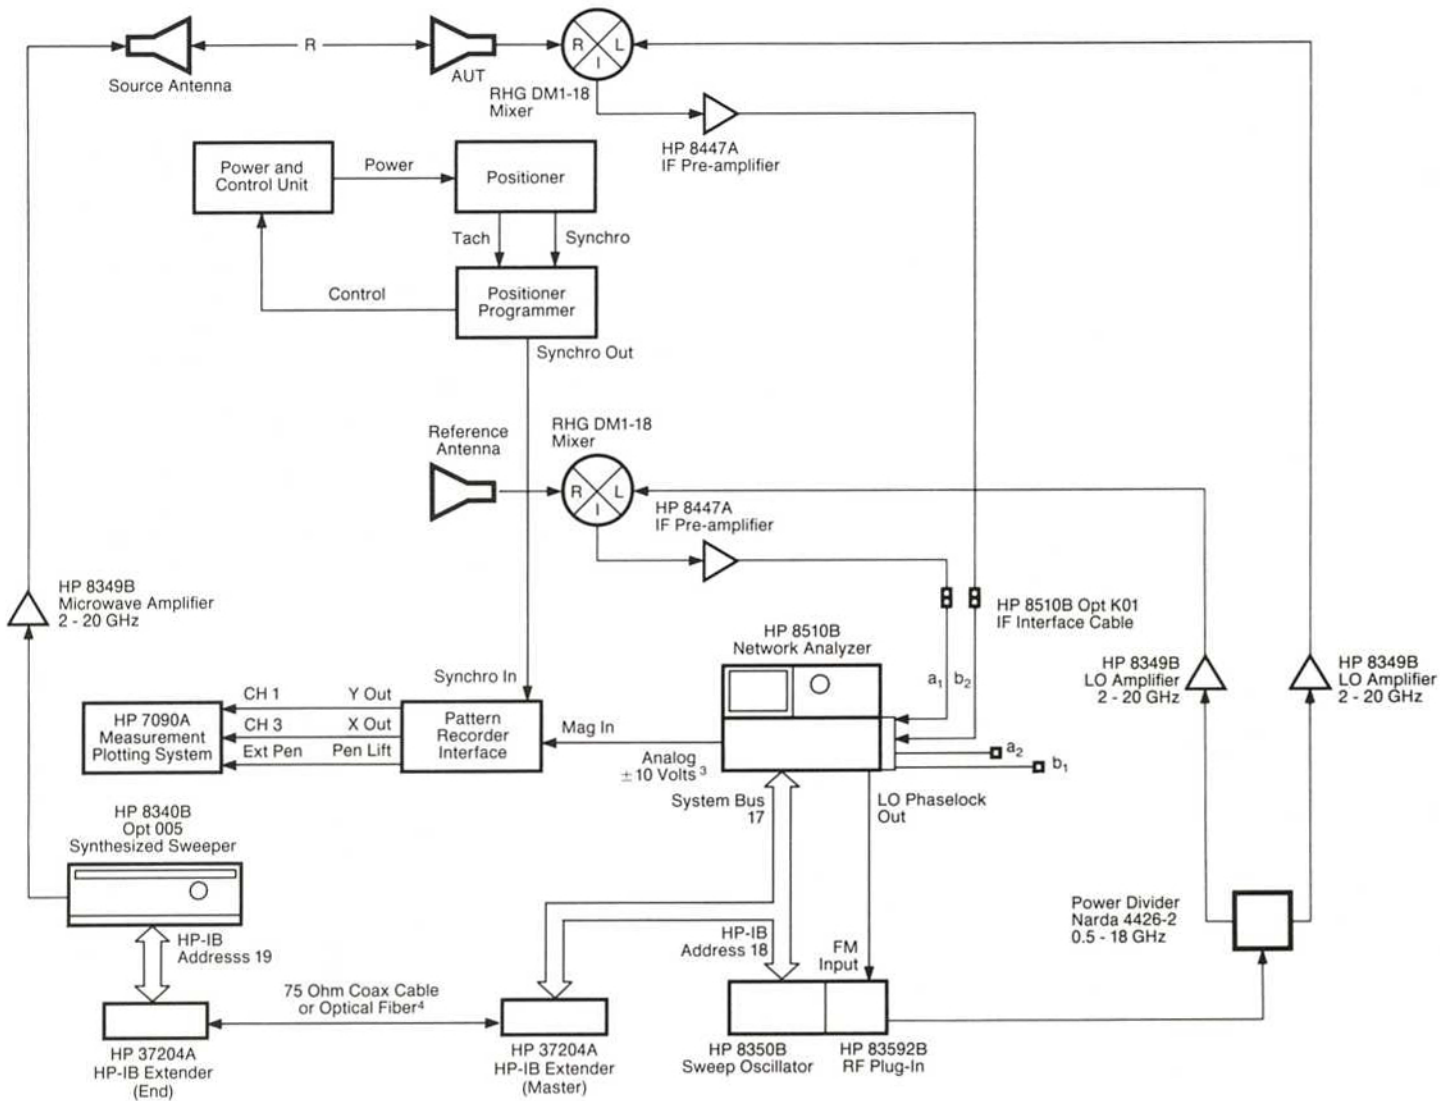 R
Source Antenna
AUT
R
L
I
RHG DM1-18
Mixer
HP 8447A
IF Pre-amplifier
Power and
Control Unit
Power
Positioner
Tach
Synchro
Control
Positioner
Programmer
Synchro Out
Reference
Antenna
RHG DM1-18
Mixer
R
L
I
HP 8447A
IF Pre-amplifier
HP 8349B
Microwave Amplifier
2 - 20 GHz
HP 8510B Opt K01
IF Interface Cable
HP 8510B
Network Analyzer
a1
b2
HP 8349B
LO Amplifier
2 - 20 GHz
HP 8349B
LO Amplifier
2 - 20 GHz
Synchro In
HP 7090A
Measurement
Plotting System
CH 1
Y Out
CH 3
X Out
Ext Pen
Pen Lift
Pattern
Recorder
Interface
Mag In
Analog
±10 Volts 3
a2
b1
System Bus
17
LO Phaselock
Out
HP 8340B
Opt 005
Synthesized Sweeper
HP-IB
Addresss 19
HP-IB
Address 18
FM
Input
Power Divider
Narda 4426-2
0.5 - 18 GHz
75 Ohm Coax Cable
or Optical Fiber4
HP 37204A
HP-IB Extender
(End)
HP 37204A
HP-IB Extender
(Master)
HP 8350B
Sweep Oscillator
HP 83592B
RF Plug-In